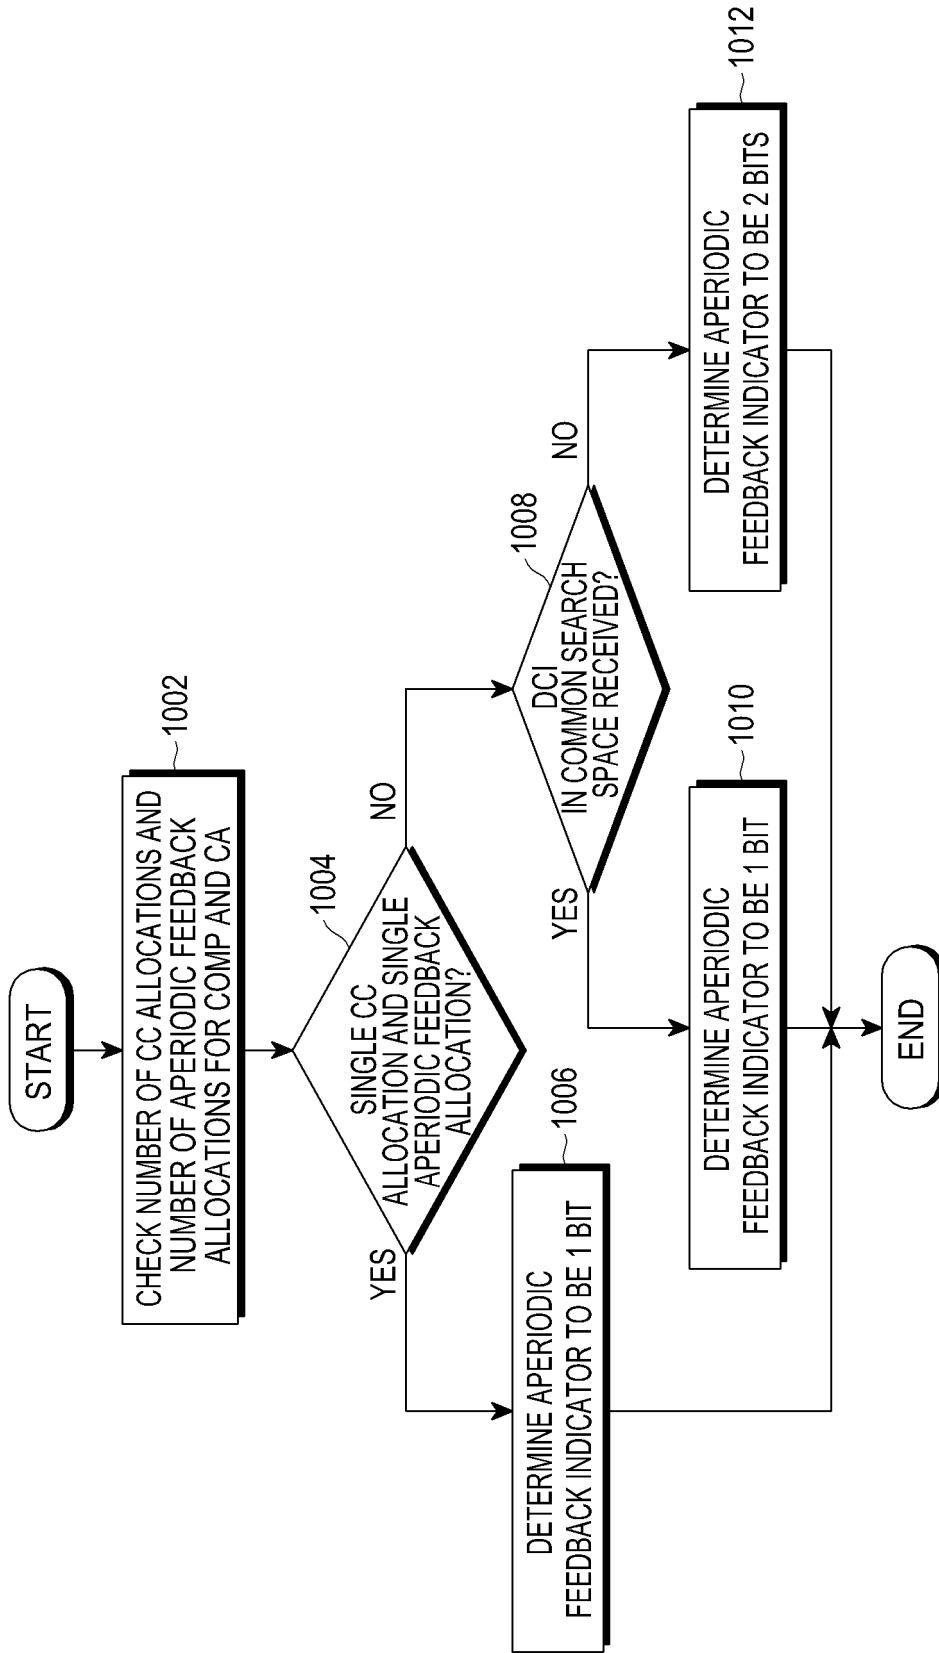 START
CHECK NUMBER OF CC ALLOCATIONS AND
NUMBER OF APERIODIC FEEDBACK
ALLOCATIONS FOR COMP AND CA
1002
SINGLE CC
ALLOCATION AND SINGLE
APERIODIC FEEDBACK
ALLOCATION?
1004
YES
NO
DETERMINE APERIODIC
FEEDBACK INDICATOR TO BE 1 BIT
1006
DCI
IN COMMON SEARCH
SPACE RECEIVED?
1008
YES
NO
DETERMINE APERIODIC
FEEDBACK INDICATOR TO BE 1 BIT
1010
DETERMINE APERIODIC
FEEDBACK INDICATOR TO BE 2 BITS
1012
END